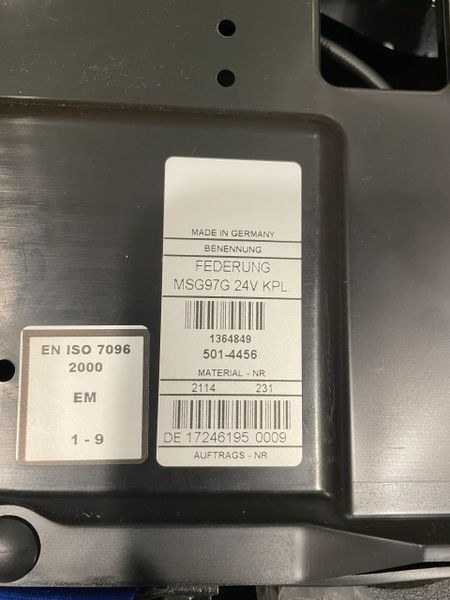 MADE IN GERMANY
BENENNUNG
FEDERUNG
MSG97G 24V KPL
1364849
501-4456
MATERIAL - NR
2114 231
DE 17246195 0009
AUFTRAGS - NR
EN ISO 7096
2000
EM
1 - 9